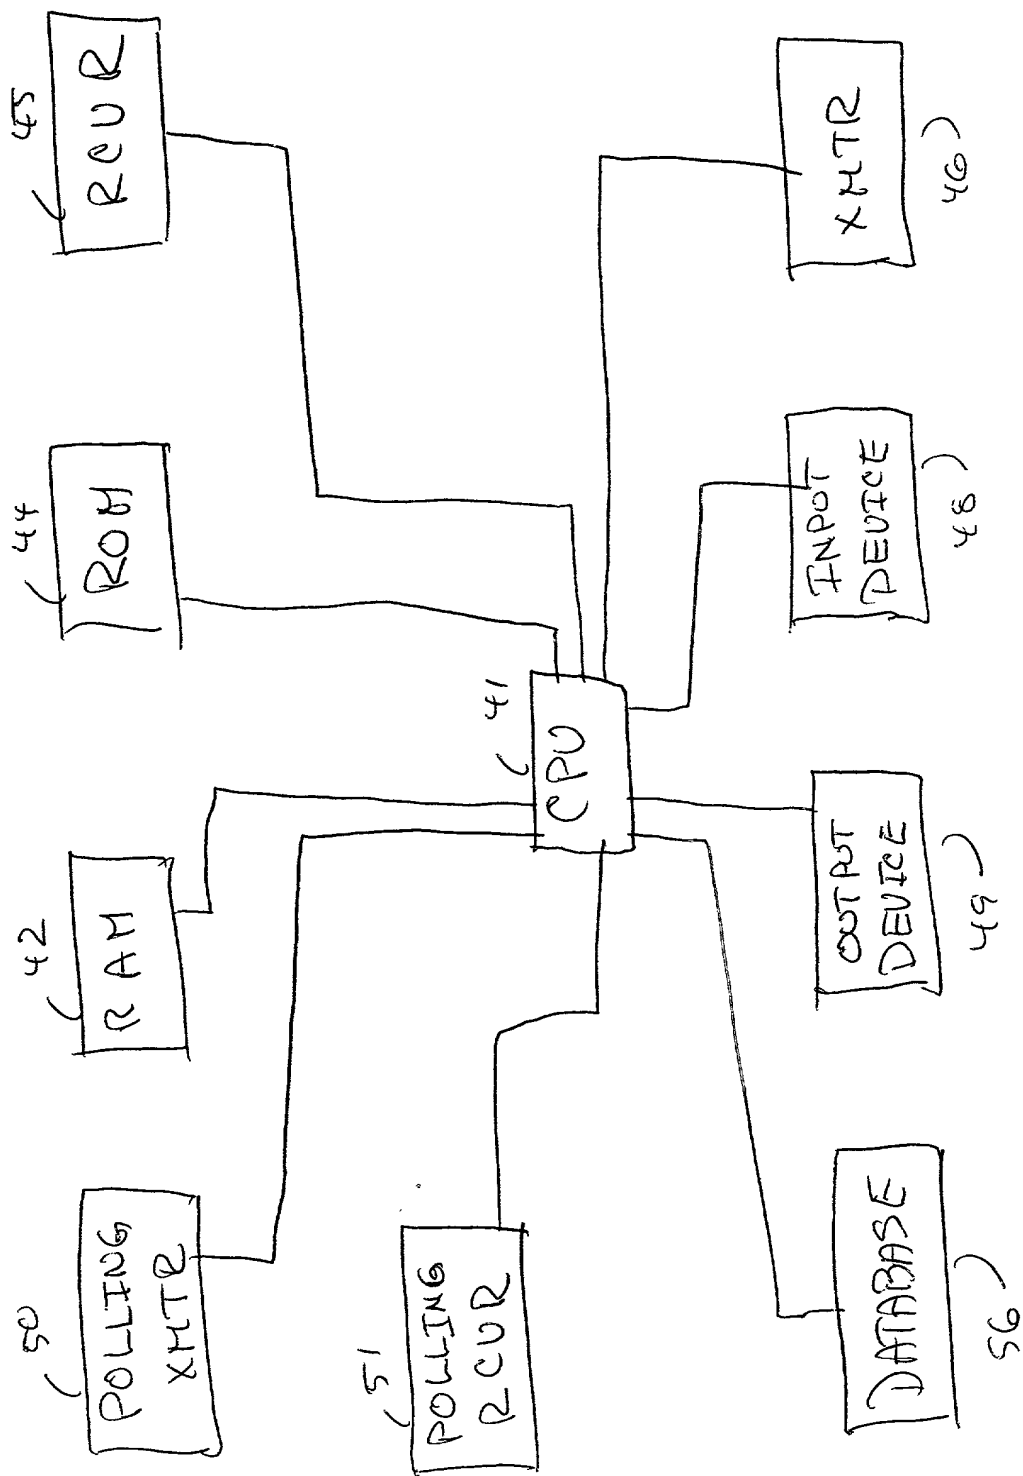 50
POLLING
XMTR
42
RAM
44
ROM
45
RCVR
51
POLLING
RCVR
41
CPU
DATABASE
56
OUTPUT
DEVICE
49
INPUT
DEVICE
48
XMTR
46